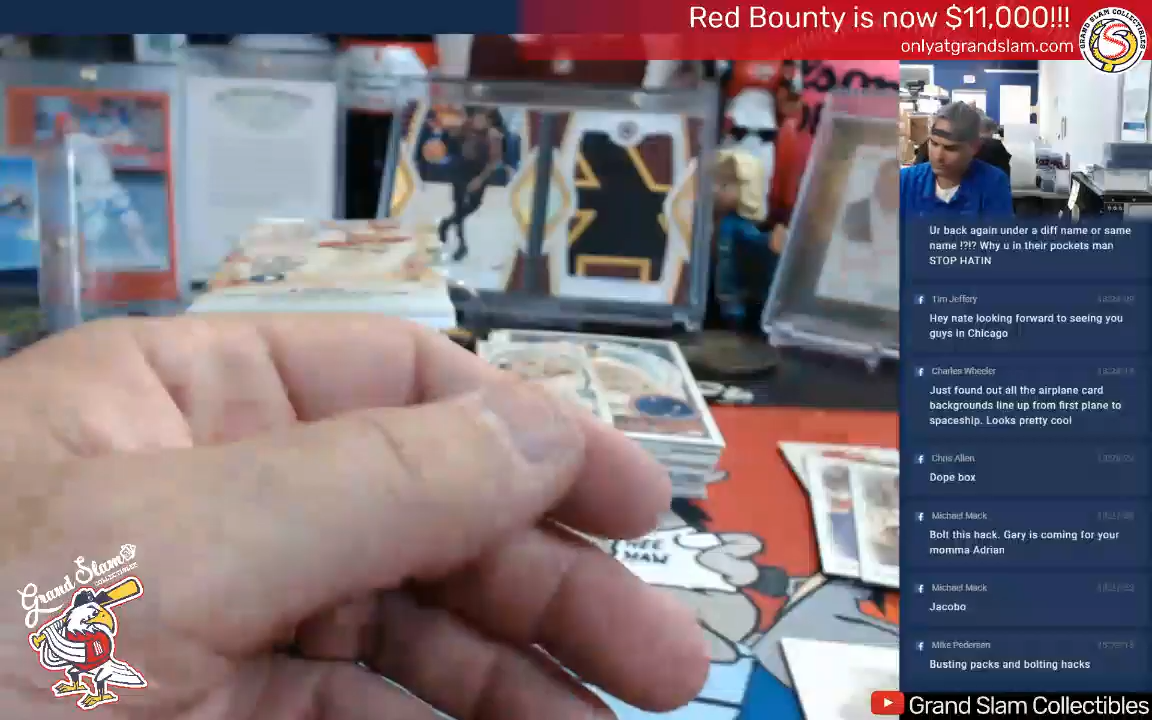 Red Bounty is now $11,000!!!
onlyatgrandslam.com
GRAND SLAM COLLECTIBLES
S
Ur back again under a diff name or same
name !?!? Why u in their pockets man
STOP HATIN
Tim Jeffery
Hey nate looking forward to seeing you
guys in Chicago
Charles Wheeler
Just found out all the airplane card
backgrounds line up from first plane to
spaceship. Looks pretty cool
Chris Allen
Dope box
Michael Mack
Bolt this hack. Gary is coming for your
momma Adrian
Michael Mack
Jacobo
Mike Pedersen
Busting packs and bolting hacks
Grand Slam Collectibles
Grand Slam
COLLECTIBLES